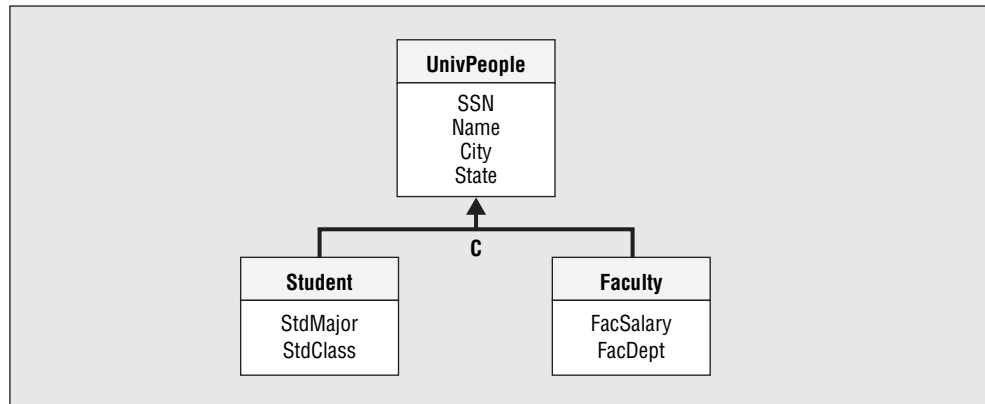 UnivPeople
SSN
Name
City
State
C
Student
StdMajor
StdClass
Faculty
FacSalary
FacDept